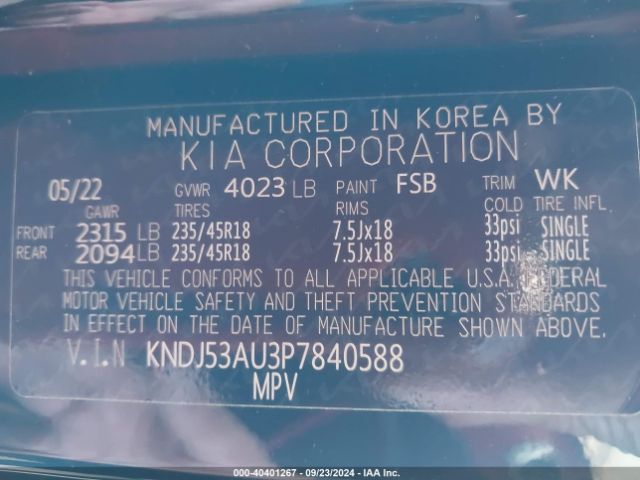 MANUFACTURED IN KOREA BY
KIA CORPORATION
05/22 GVWR 4023 LB PAINT FSB TRIM WK
GAWR TIRES RIMS COLD TIRE INFL
FRONT 2315 LB 235/45R18 7.5Jx18 33psi SINGLE
REAR 2094 LB 235/45R18 7.5Jx18 33psi SINGLE
THIS VEHICLE CONFORMS TO ALL APPLICABLE U.S.A. FEDERAL
MOTOR VEHICLE SAFETY AND THEFT PREVENTION STANDARDS
IN EFFECT ON THE DATE OF MANUFACTURE SHOWN ABOVE.
V.I.N KNDJ53AU3P7840588
MPV
000-40401267 - 09/23/2024 - IAA Inc.